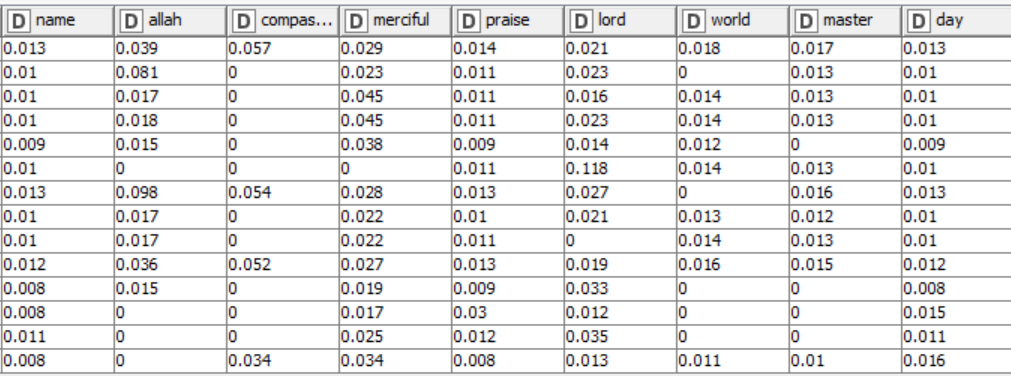 D name D allah D compas... D merciful D praise D lord D world D master D day
0.013 0.039 0.057 0.029 0.014 0.021 0.018 0.017 0.013
0.01 0.081 0 0.023 0.011 0.023 0 0.013 0.01
0.01 0.017 0 0.045 0.011 0.016 0.014 0.013 0.01
0.01 0.018 0 0.045 0.011 0.023 0.014 0.013 0.01
0.009 0.015 0 0.038 0.009 0.014 0.012 0 0.009
0.01 0 0 0 0.011 0.118 0.014 0.013 0.01
0.013 0.098 0.054 0.028 0.013 0.027 0 0.016 0.013
0.01 0.017 0 0.022 0.01 0.021 0.013 0.012 0.01
0.01 0.017 0 0.022 0.011 0 0.014 0.013 0.01
0.012 0.036 0.052 0.027 0.013 0.019 0.016 0.015 0.012
0.008 0.015 0 0.019 0.009 0.033 0 0 0.008
0.008 0 0 0.017 0.03 0.012 0 0 0.015
0.011 0 0 0.025 0.012 0.035 0 0 0.011
0.008 0 0.034 0.034 0.008 0.013 0.011 0.01 0.016